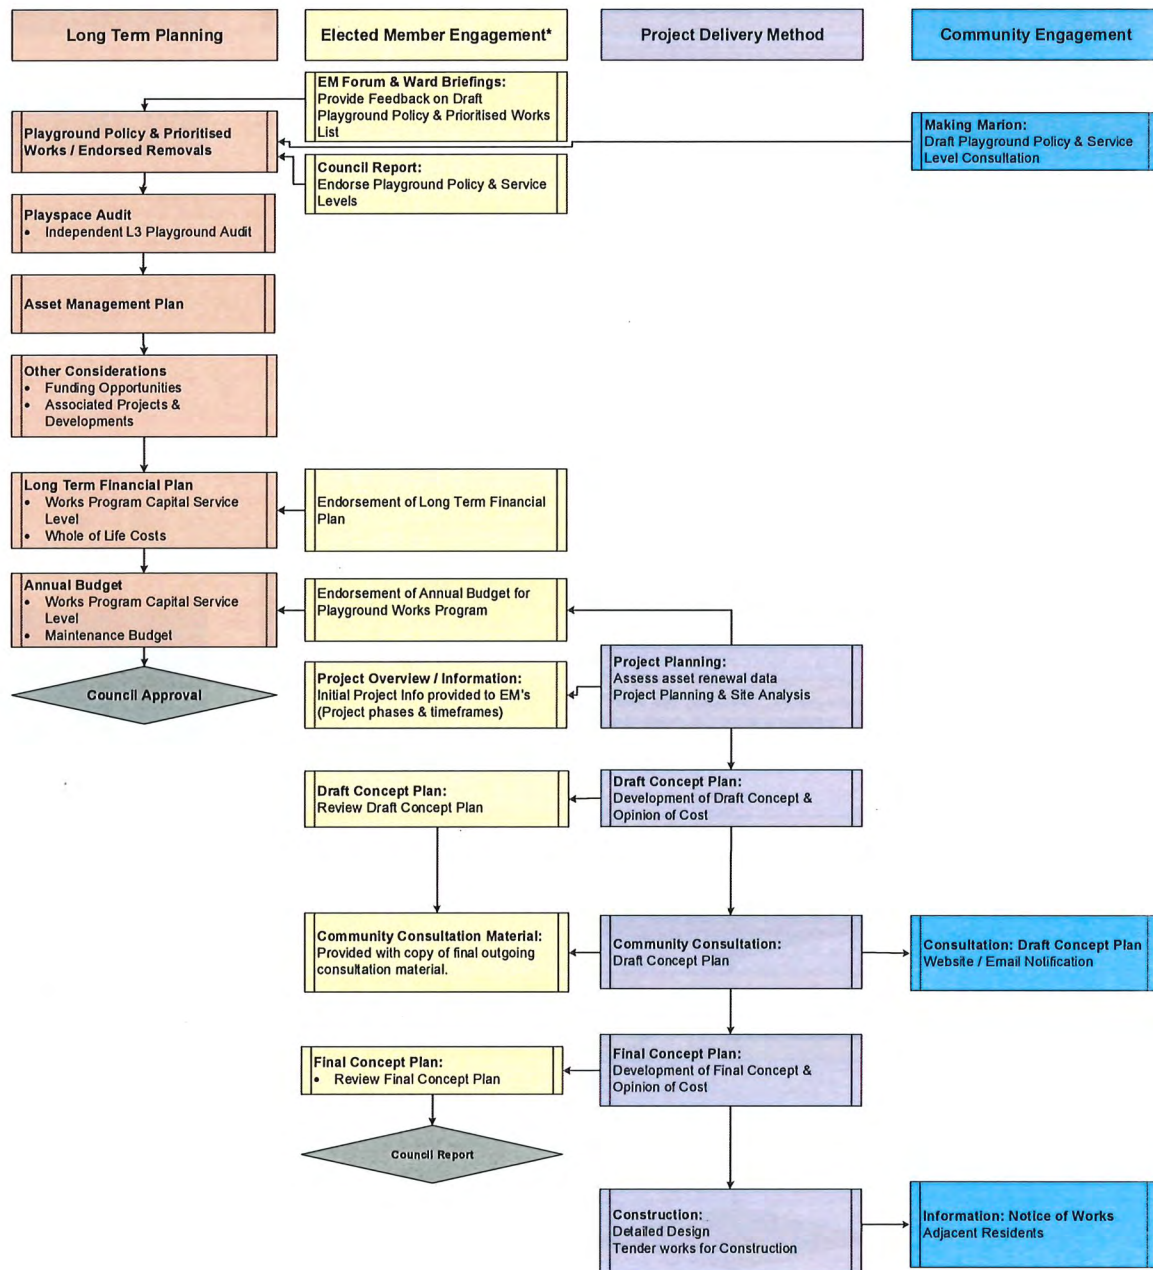 Long Term Planning
Elected Member Engagement*
Project Delivery Method
Community Engagement
EM Forum & Ward Briefings:
Provide Feedback on Draft
Playground Policy & Prioritised Works
List
Playground Policy & Prioritised
Works / Endorsed Removals
Making Marion:
Draft Playground Policy & Service
Level Consultation
Council Report:
Endorse Playground Policy & Service
Levels
Playspace Audit
• Independent L3 Playground Audit
Asset Management Plan
Other Considerations
• Funding Opportunities
• Associated Projects &
Developments
Long Term Financial Plan
• Works Program Capital Service
Level
• Whole of Life Costs
Endorsement of Long Term Financial
Plan
Annual Budget
• Works Program Capital Service
Level
• Maintenance Budget
Endorsement of Annual Budget for
Playground Works Program
Council Approval
Project Overview / Information:
Initial Project Info provided to EM's
(Project phases & timeframes)
Project Planning:
Assess asset renewal data
Project Planning & Site Analysis
Draft Concept Plan:
Review Draft Concept Plan
Draft Concept Plan:
Development of Draft Concept &
Opinion of Cost
Community Consultation Material:
Provided with copy of final outgoing
consultation material.
Community Consultation:
Draft Concept Plan
Consultation: Draft Concept Plan
Website / Email Notification
Final Concept Plan:
• Review Final Concept Plan
Final Concept Plan:
Development of Final Concept &
Opinion of Cost
Council Report
Construction:
Detailed Design
Tender works for Construction
Information: Notice of Works
Adjacent Residents